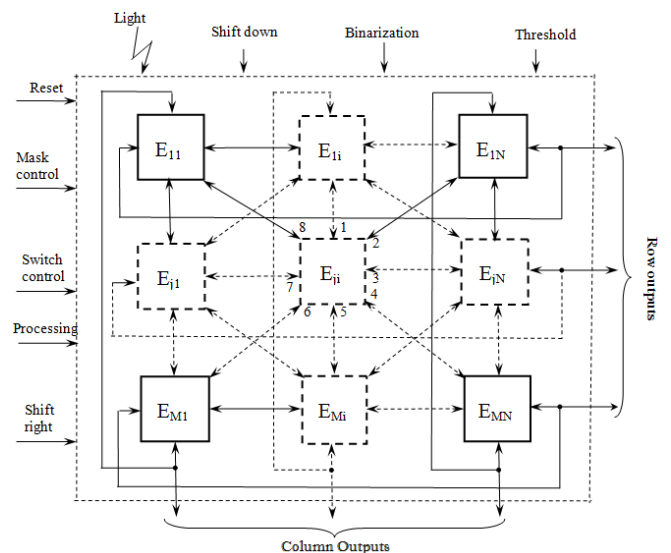 Light
Shift down
Binarization
Threshold
Reset
Mask
control
Switch
control
Processing
Shift
right
E11
E1i
E1N
8
1
2
Ej1
7
Eji
3
4
EjN
6
5
EM1
EMi
EMN
Row outputs
Column Outputs